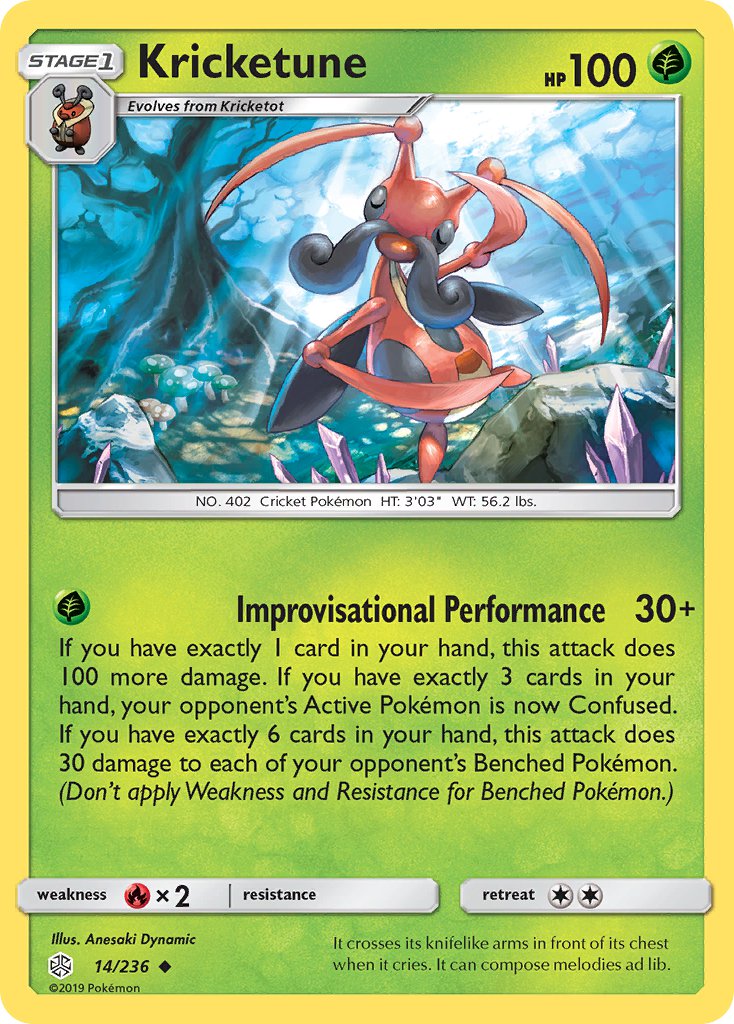 STAGE 1 Kricketune HP 100
Evolves from Kricketot
NO. 402 Cricket Pokémon HT: 3'03" WT: 56.2 lbs.
Improvisational Performance 30+
If you have exactly 1 card in your hand, this attack does
100 more damage. If you have exactly 3 cards in your
hand, your opponent's Active Pokémon is now Confused.
If you have exactly 6 cards in your hand, this attack does
30 damage to each of your opponent's Benched Pokémon.
(Don't apply Weakness and Resistance for Benched Pokémon.)
weakness × 2 resistance retreat
Illus. Anesaki Dynamic
14/236
©2019 Pokémon
It crosses its knifelike arms in front of its chest
when it cries. It can compose melodies ad lib.